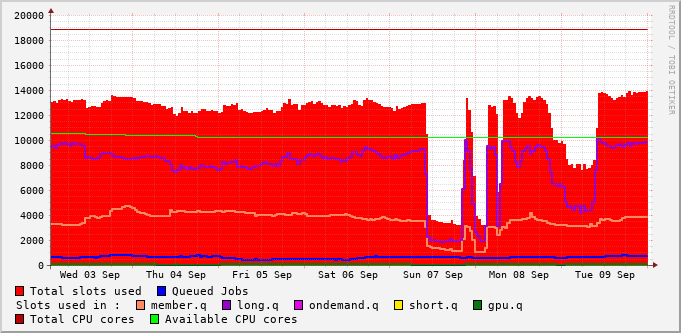 20000
18000
16000
14000
12000
10000
8000
6000
4000
2000
0
Wed 03 Sep Thu 04 Sep Fri 05 Sep Sat 06 Sep Sun 07 Sep Mon 08 Sep Tue 09 Sep
Total slots used Queued Jobs
Slots used in : member.q long.q ondemand.q short.q gpu.q
Total CPU cores Available CPU cores
RRDTOOL / TOBI OETIKER